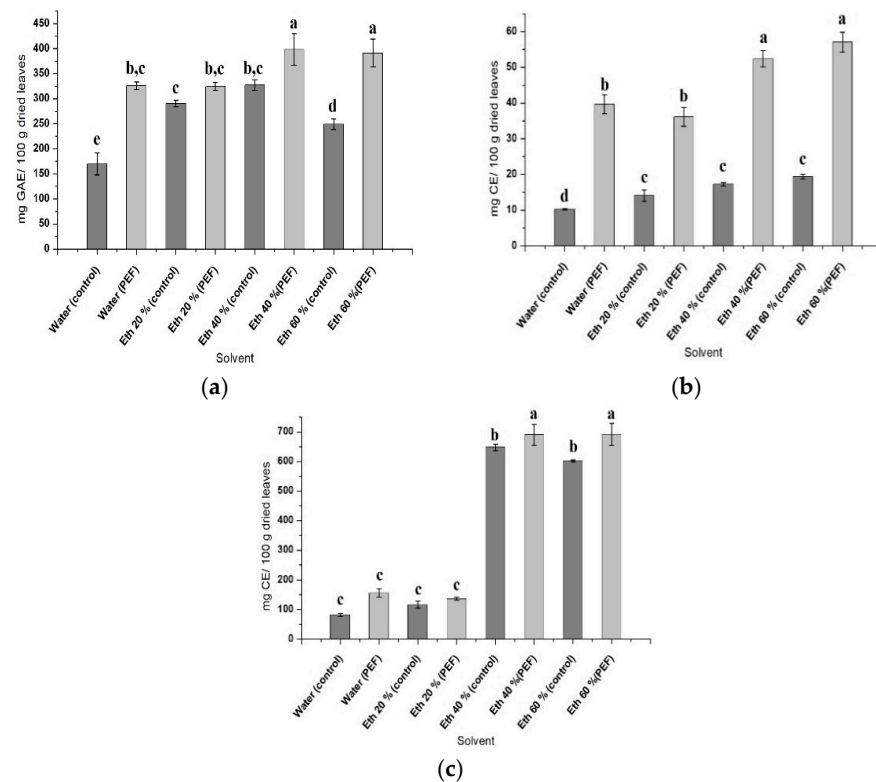 a
a
b,c
b,c
b,c
c
d
e
mg GAE/ 100 g dried leaves
450
400
350
300
250
200
150
100
50
0
Water (control)
Water (PEF)
Eth 20 % (control)
Eth 20 % (PEF)
Eth 40 % (control)
Eth 40 %(PEF)
Eth 60 % (control)
Eth 60 %(PEF)
Solvent
(a)
a
a
b
b
c
c
c
d
mg CE/ 100 g dried leaves
60
50
40
30
20
10
0
Water (control)
Water (PEF)
Eth 20 % (control)
Eth 20 % (PEF)
Eth 40 % (control)
Eth 40 %(PEF)
Eth 60 % (control)
Eth 60 %(PEF)
Solvent
(b)
a
a
b
b
c
c
c
c
mg CE/ 100 g dried leaves
700
600
500
400
300
200
100
0
Water (control)
Water (PEF)
Eth 20 % (control)
Eth 20 % (PEF)
Eth 40 % (control)
Eth 40 %(PEF)
Eth 60 % (control)
Eth 60 %(PEF)
Solvent
(c)